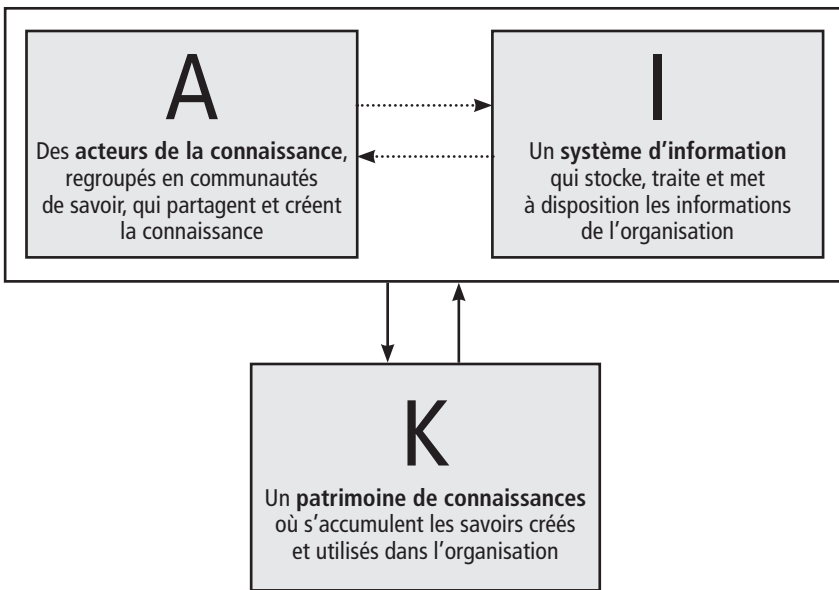 A
Des acteurs de la connaissance,
regroupés en communautés
de savoir, qui partagent et créent
la connaissance
I
Un système d'information
qui stocke, traite et met
à disposition les informations
de l'organisation
K
Un patrimoine de connaissances
où s'accumulent les savoirs créés
et utilisés dans l'organisation